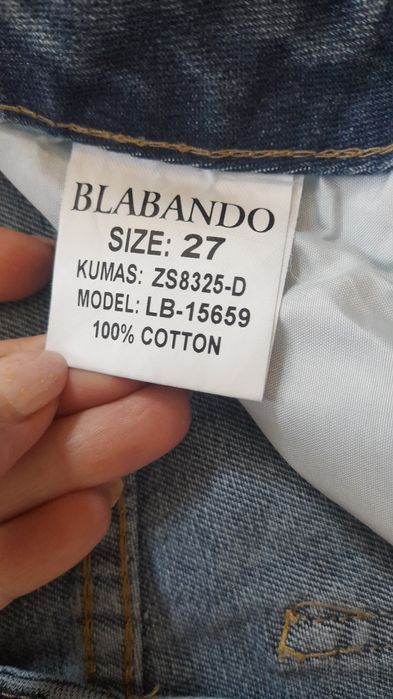 BLABANDO
SIZE: 27
KUMAS: ZS8325-D
MODEL: LB-15659
100% COTTON